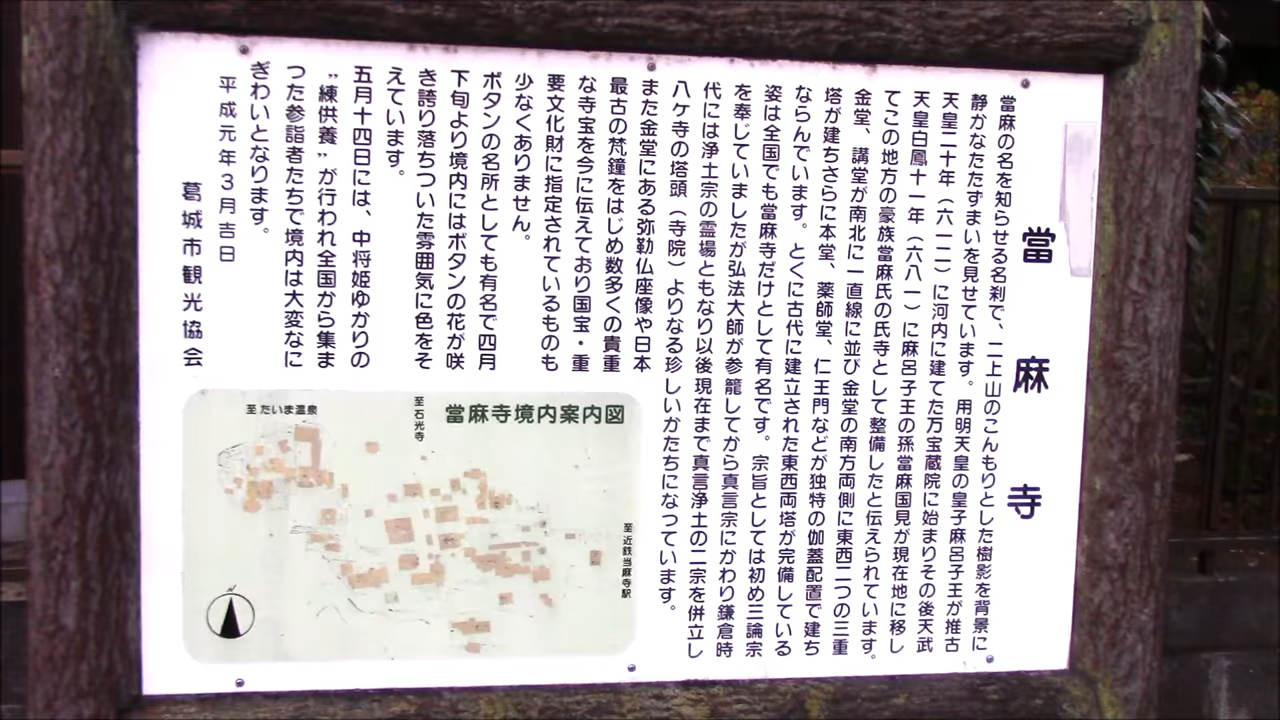 當麻寺
當麻の名を知らせる名刹で、二上山のこんもりとした樹影を背景に
静かなたたずまいを見せています。用明天皇の皇子麻呂子王が推古
天皇二十年（六一二）に河内に建てた万宝蔵院に始まりその後天武
天皇白鳳十一年（六八一）に麻呂子王の孫當麻国見が現在地に移し
てこの地方の豪族當麻氏の氏寺として整備したと伝えられています。
金堂、講堂が南北に一直線に並び金堂の南方両側に東西二つの三重
塔が建ちさらに本堂、薬師堂、仁王門などが独特の伽藍配置で建ち
ならんでいます。とくに古代に建立された東西両塔が完備している
姿は全国でも當麻寺だけとして有名です。宗旨としては初め三論宗
を奉じていましたが弘法大師が参籠してから真言宗にかわり鎌倉時
代には浄土宗の霊場ともなり以後現在まで真言浄土の二宗を併立し
八ケ寺の塔頭（寺院）よりなる珍しいかたちになつています。
また金堂にある弥勒仏座像や日本
最古の梵鐘をはじめ数多くの貴重
な寺宝を今に伝えており国宝・重
要文化財に指定されているものも
少なくありません。
ボタンの名所としても有名で四月
下旬より境内にはボタンの花が咲
き誇り落ちついた雰囲気に色をそ
えています。
五月十四日には、中将姫ゆかりの
〝練供養〟が行われ全国から集ま
つた参詣者たちで境内は大変なに
ぎわいとなります。
平成元年３月吉日
葛城市観光協会
當麻寺境内案内図
至石光寺
至たいま温泉
至近鉄当麻寺駅